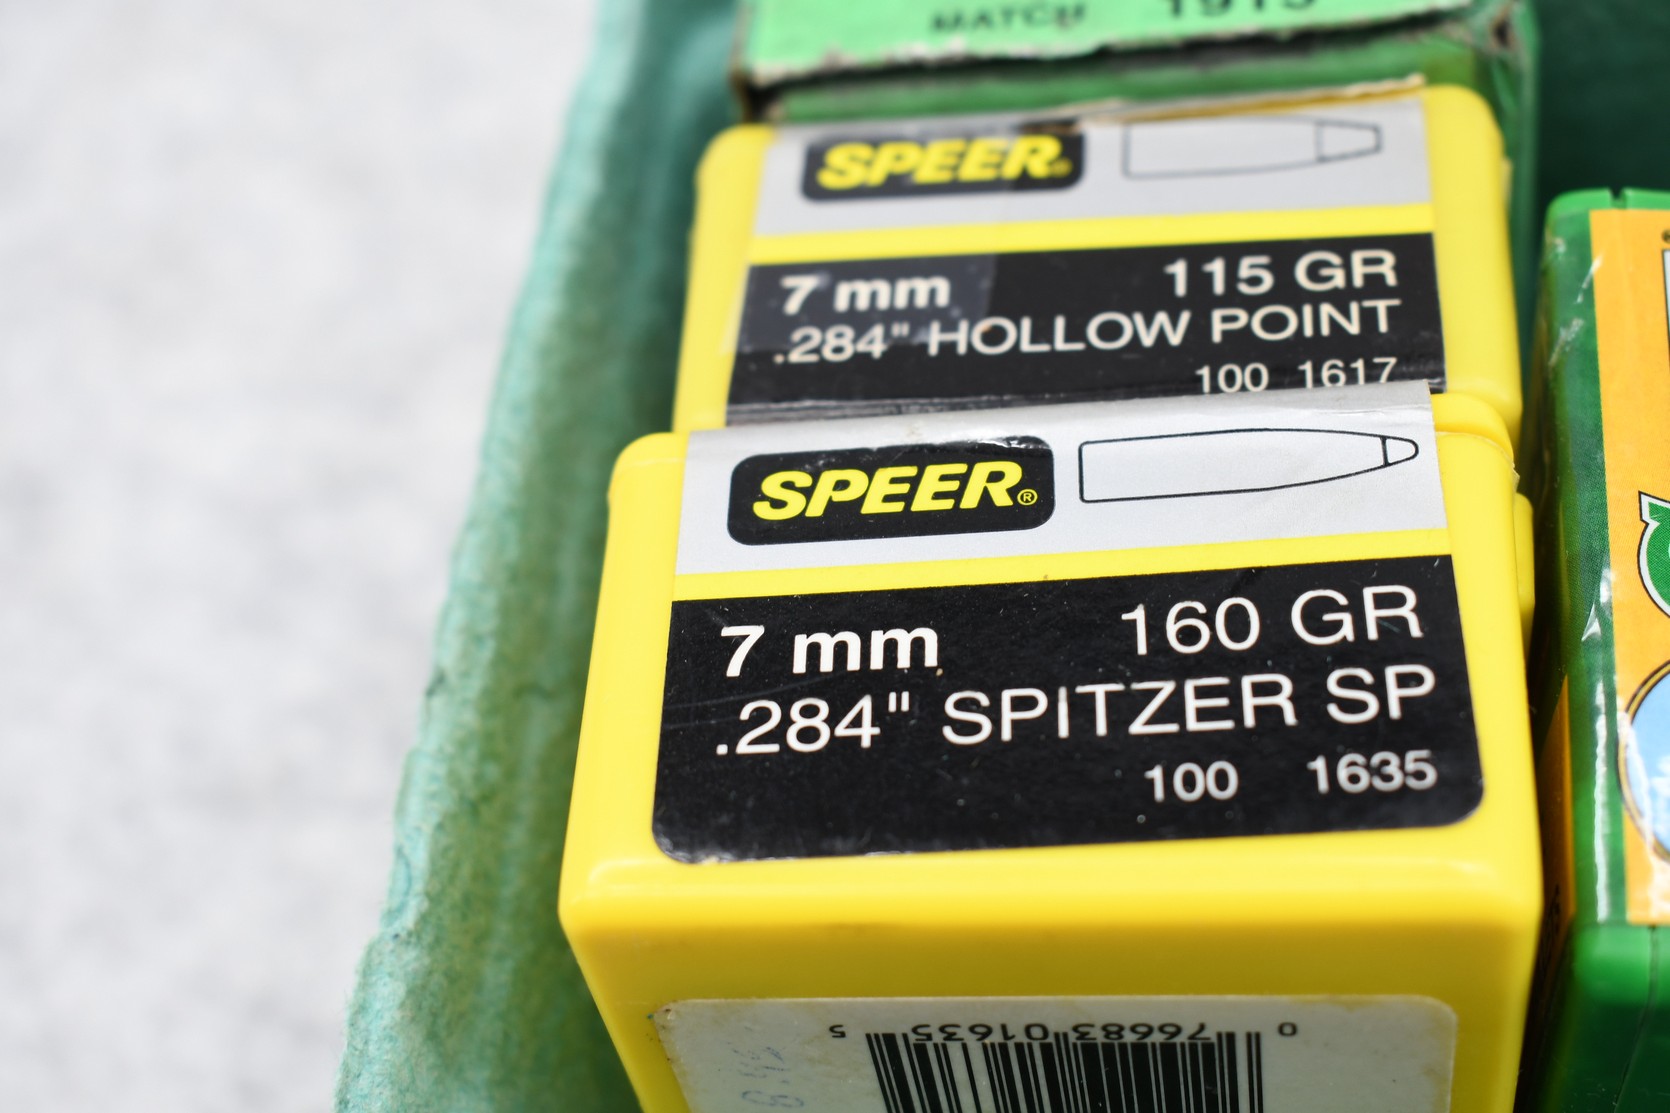 MATCH 1915
SPEER®
7 mm 115 GR
.284" HOLLOW POINT
100 1617
SPEER®
7 mm 160 GR
.284" SPITZER SP
100 1635
0 76683 01635 5